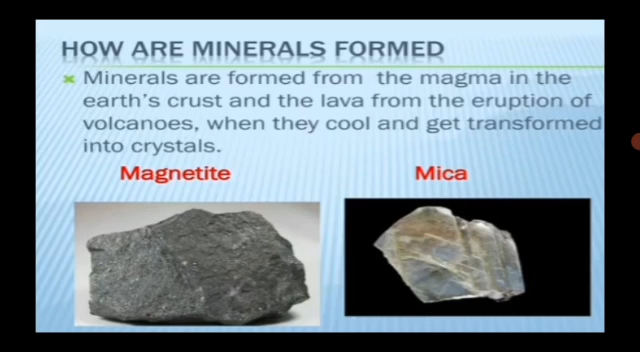 HOW ARE MINERALS FORMED
Minerals are formed from the magma in the
earth's crust and the lava from the eruption of
volcanoes, when they cool and get transformed
into crystals.
Magnetite Mica